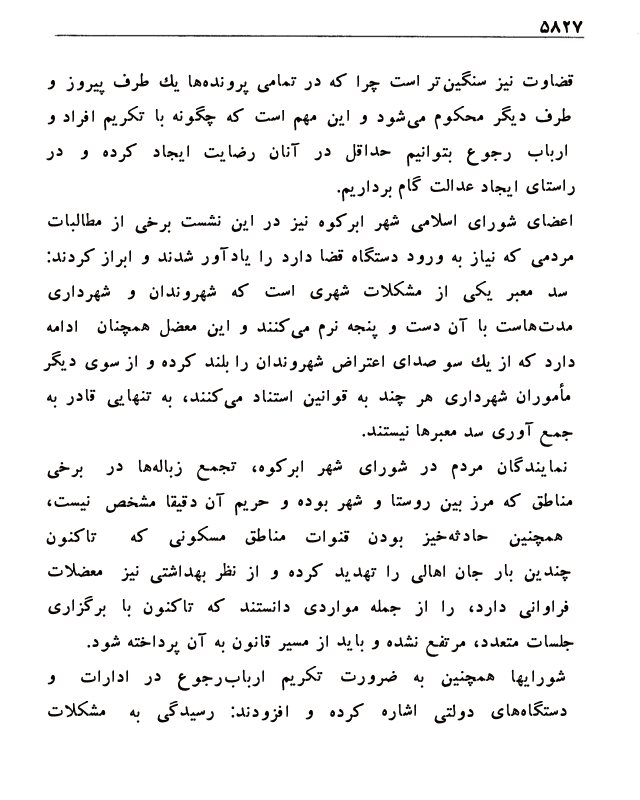 ۵۸۲۷
قضاوت نیز سنگین‌تر است چرا که در تمامی پرونده‌ها یك طرف پیروز و
طرف دیگر محکوم می‌شود و این مهم است که چگونه با تکریم افراد و
ارباب رجوع بتوانیم حداقل در آنان رضایت ایجاد کرده و در
راستای ایجاد عدالت گام برداریم.
اعضای شورای اسلامی شهر ابرکوه نیز در این نشست برخی از مطالبات
مردمی که نیاز به ورود دستگاه قضا دارد را یادآور شدند و ابراز کردند:
سد معبر یکی از مشکلات شهری است که شهروندان و شهرداری
مدت‌هاست با آن دست و پنجه نرم می‌کنند و این معضل همچنان ادامه
دارد که از یك سو صدای اعتراض شهروندان را بلند کرده و از سوی دیگر
مأموران شهرداری هر چند به قوانین استناد می‌کنند، به تنهایی قادر به
جمع آوری سد معبرها نیستند.
نمایندگان مردم در شورای شهر ابرکوه، تجمع زباله‌ها در برخی
مناطق که مرز بین روستا و شهر بوده و حریم آن دقیقا مشخص نیست،
همچنین حادثه‌خیز بودن قنوات مناطق مسکونی که تاکنون
چندین بار جان اهالی را تهدید کرده و از نظر بهداشتی نیز معضلات
فراوانی دارد، را از جمله مواردی دانستند که تاکنون با برگزاری
جلسات متعدد، مرتفع نشده و باید از مسیر قانون به آن پرداخته شود.
شورایها همچنین به ضرورت تکریم ارباب‌رجوع در ادارات و
دستگاه‌های دولتی اشاره کرده و افزودند: رسیدگی به مشکلات